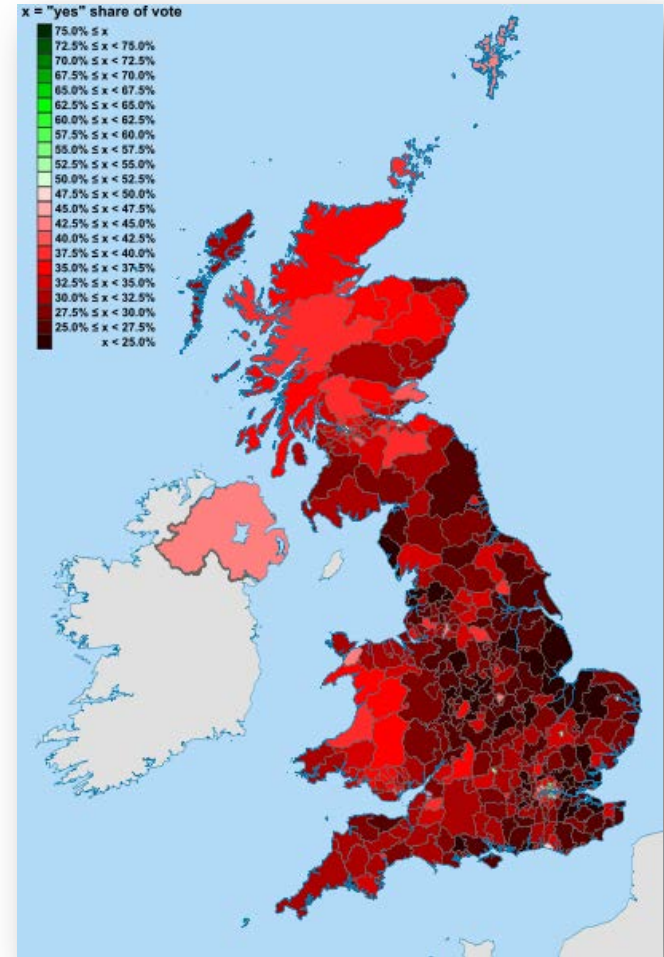 x = "yes" share of vote
75.0% ≤ x
72.5% ≤ x < 75.0%
70.0% ≤ x < 72.5%
67.5% ≤ x < 70.0%
65.0% ≤ x < 67.5%
62.5% ≤ x < 65.0%
60.0% ≤ x < 62.5%
57.5% ≤ x < 60.0%
55.0% ≤ x < 57.5%
52.5% ≤ x < 55.0%
50.0% ≤ x < 52.5%
47.5% ≤ x < 50.0%
45.0% ≤ x < 47.5%
42.5% ≤ x < 45.0%
40.0% ≤ x < 42.5%
37.5% ≤ x < 40.0%
35.0% ≤ x < 37.5%
32.5% ≤ x < 35.0%
30.0% ≤ x < 32.5%
27.5% ≤ x < 30.0%
25.0% ≤ x < 27.5%
x < 25.0%